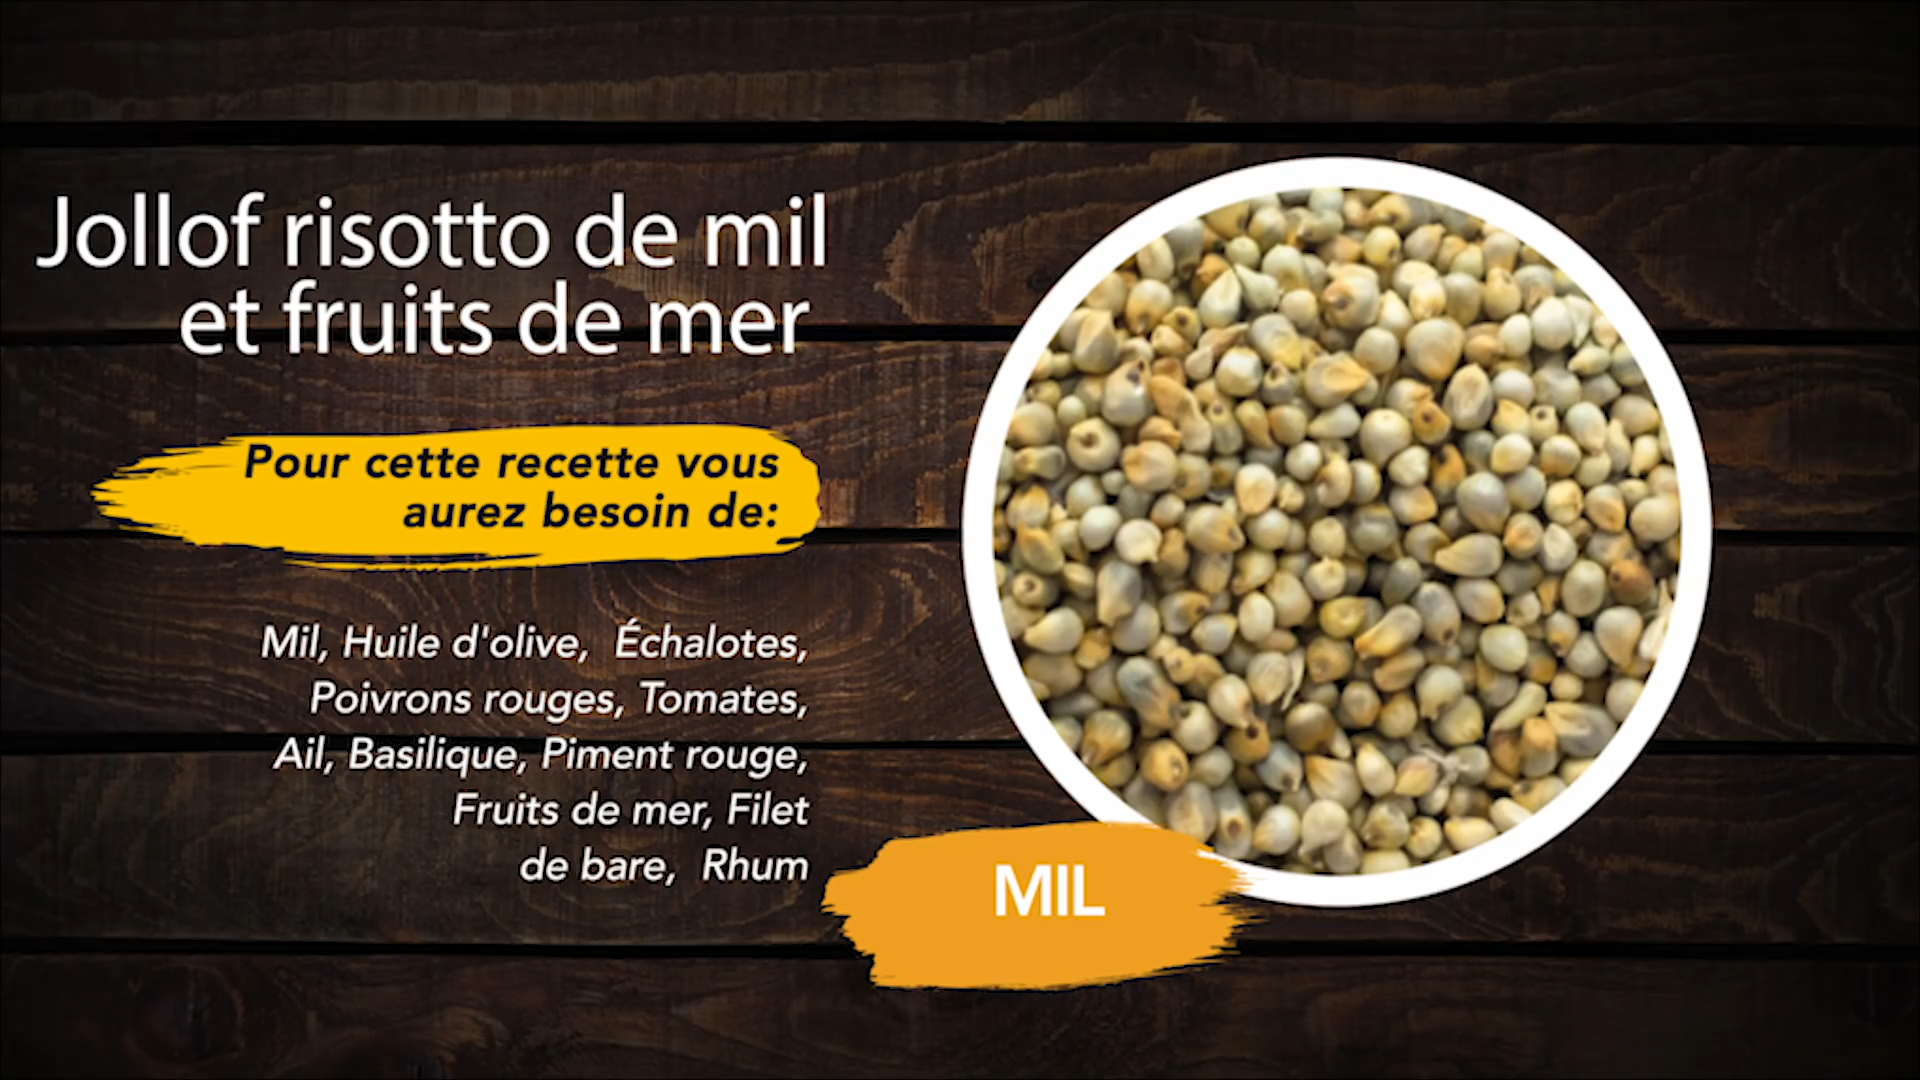 Jollof risotto de mil
et fruits de mer
Pour cette recette vous
aurez besoin de:
Mil, Huile d'olive,  Échalotes,
Poivrons rouges, Tomates,
Ail, Basilique, Piment rouge,
Fruits de mer, Filet
de bare,  Rhum
MIL